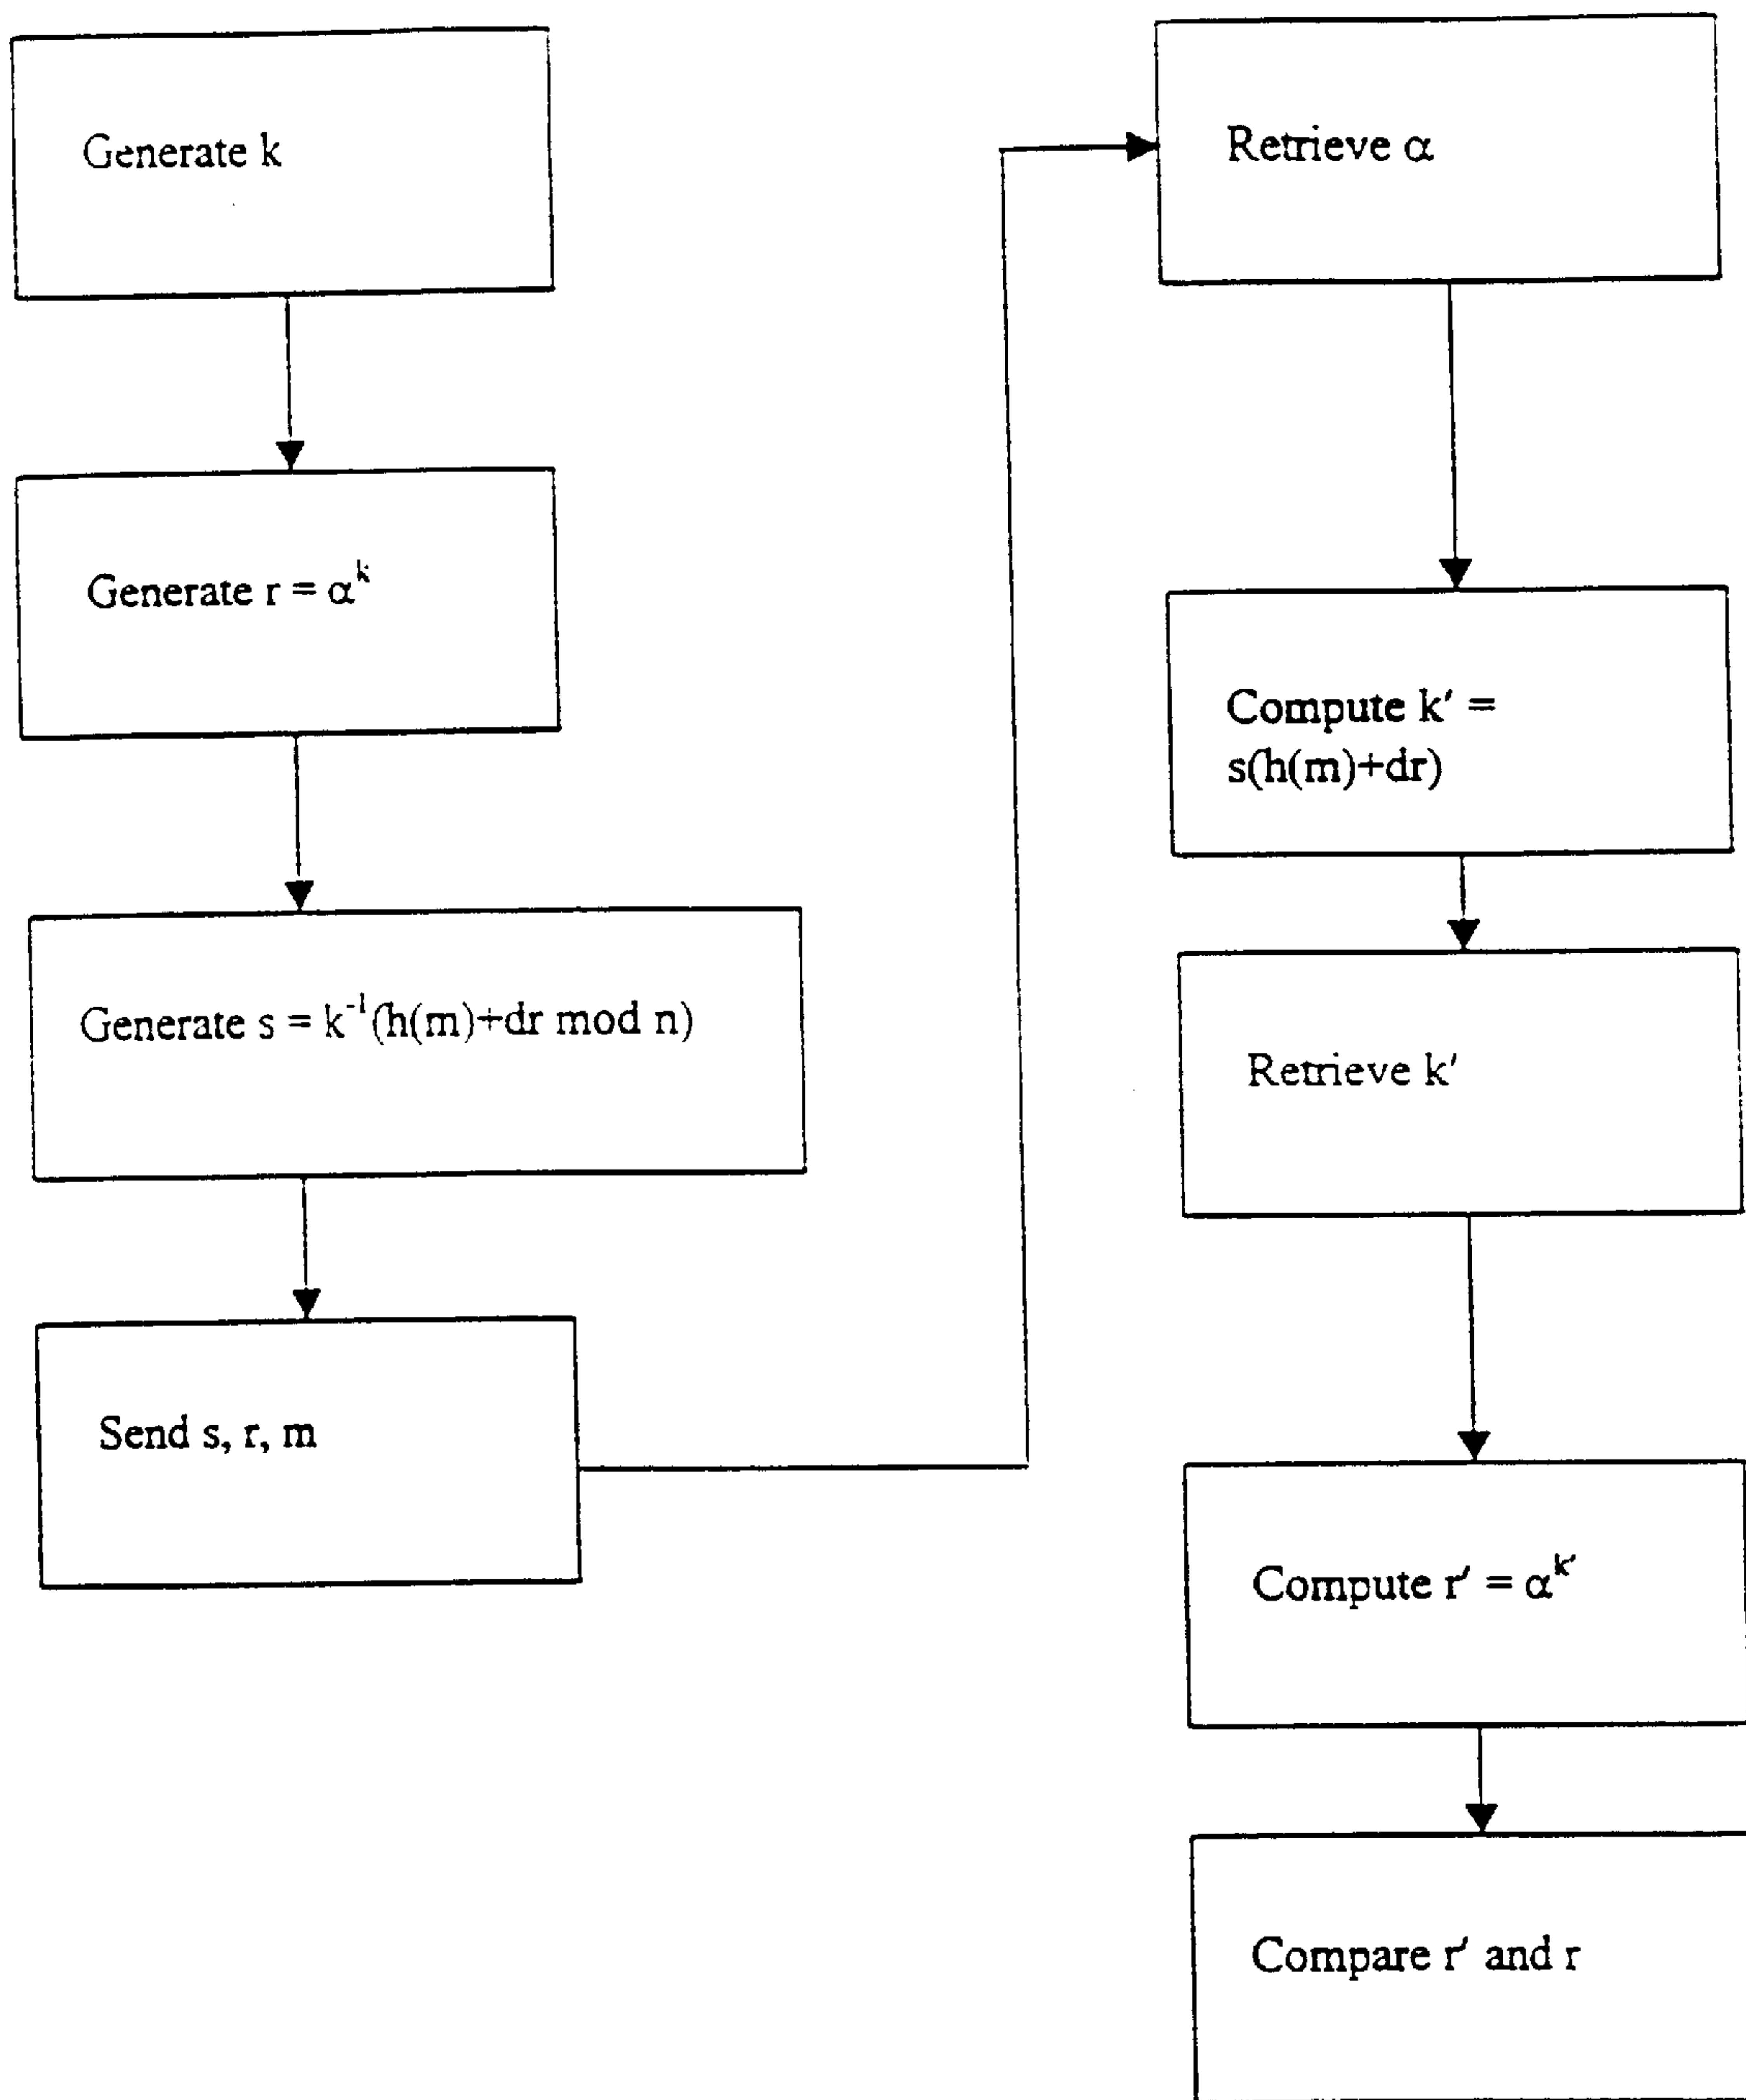 Generate k
Generate r = α^k
Generate s = k^-1(h(m)+dr mod n)
Send s, r, m
Retrieve α
Compute k′ =
s(h(m)+dr)
Retrieve k′
Compute r′ = α^k′
Compare r′ and r